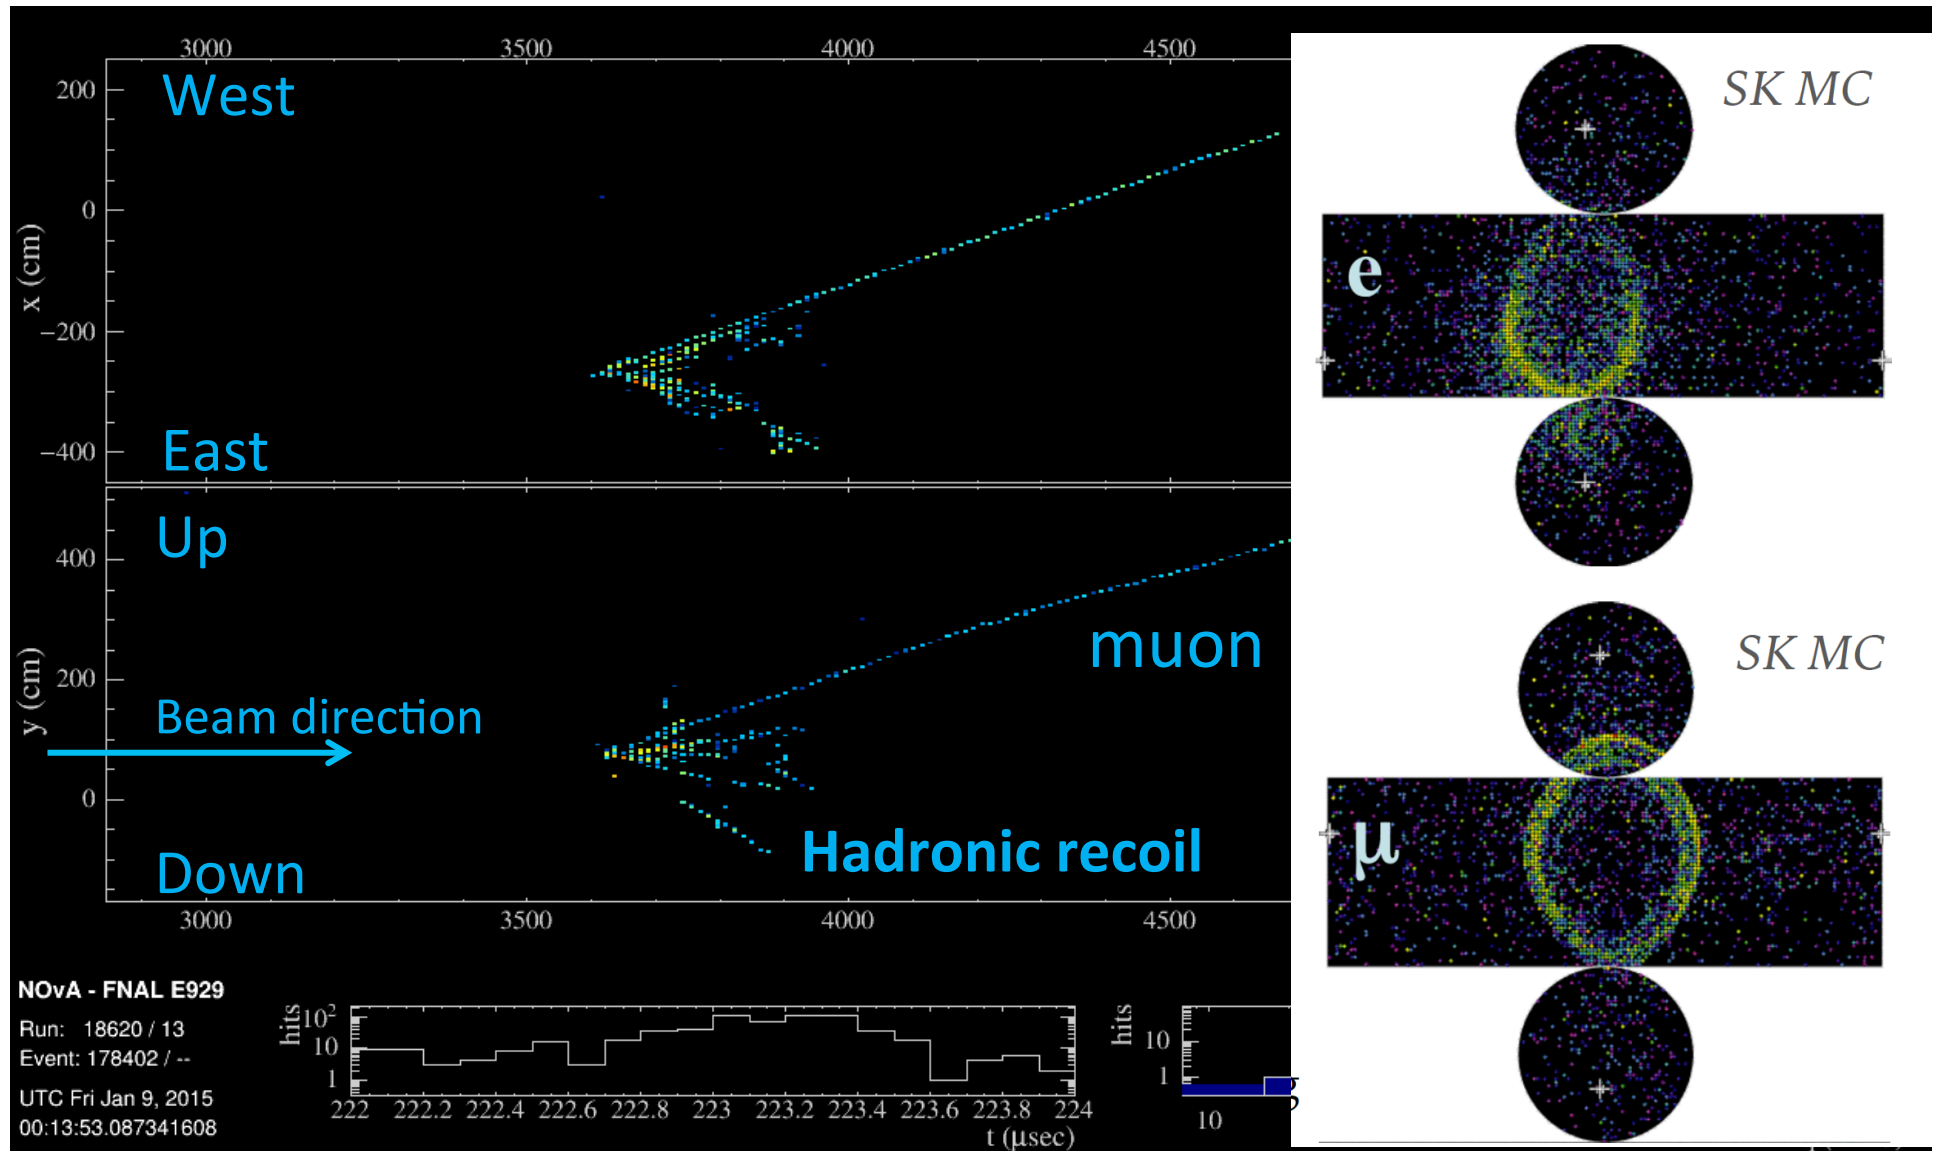 3000 3500 4000 4500
200
West
0
x (cm)
−200
−400
East
Up
400
muon
y (cm)
200
Beam direction
0
Hadronic recoil
Down
3000 3500 4000 4500
NOvA - FNAL E929
Run: 18620 / 13
Event: 178402 / --
UTC Fri Jan 9, 2015
00:13:53.087341608
hits
10²
10
1
222 222.2 222.4 222.6 222.8 223 223.2 223.4 223.6 223.8 224
t (μsec)
hits
10
1
10
SK MC
e
SK MC
μ